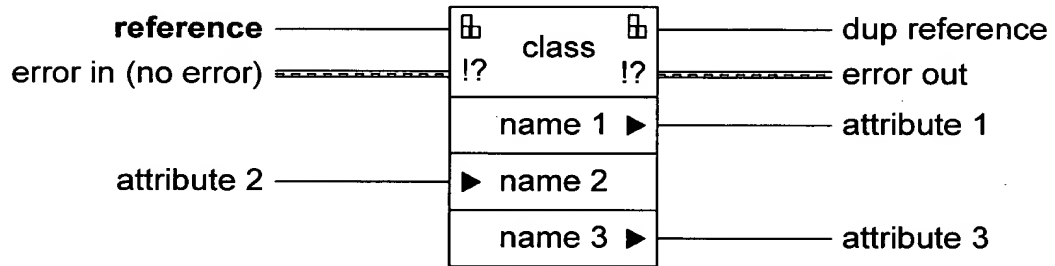 reference class dup reference
error in (no error) !? !? error out
name 1 attribute 1
attribute 2 name 2
name 3 attribute 3